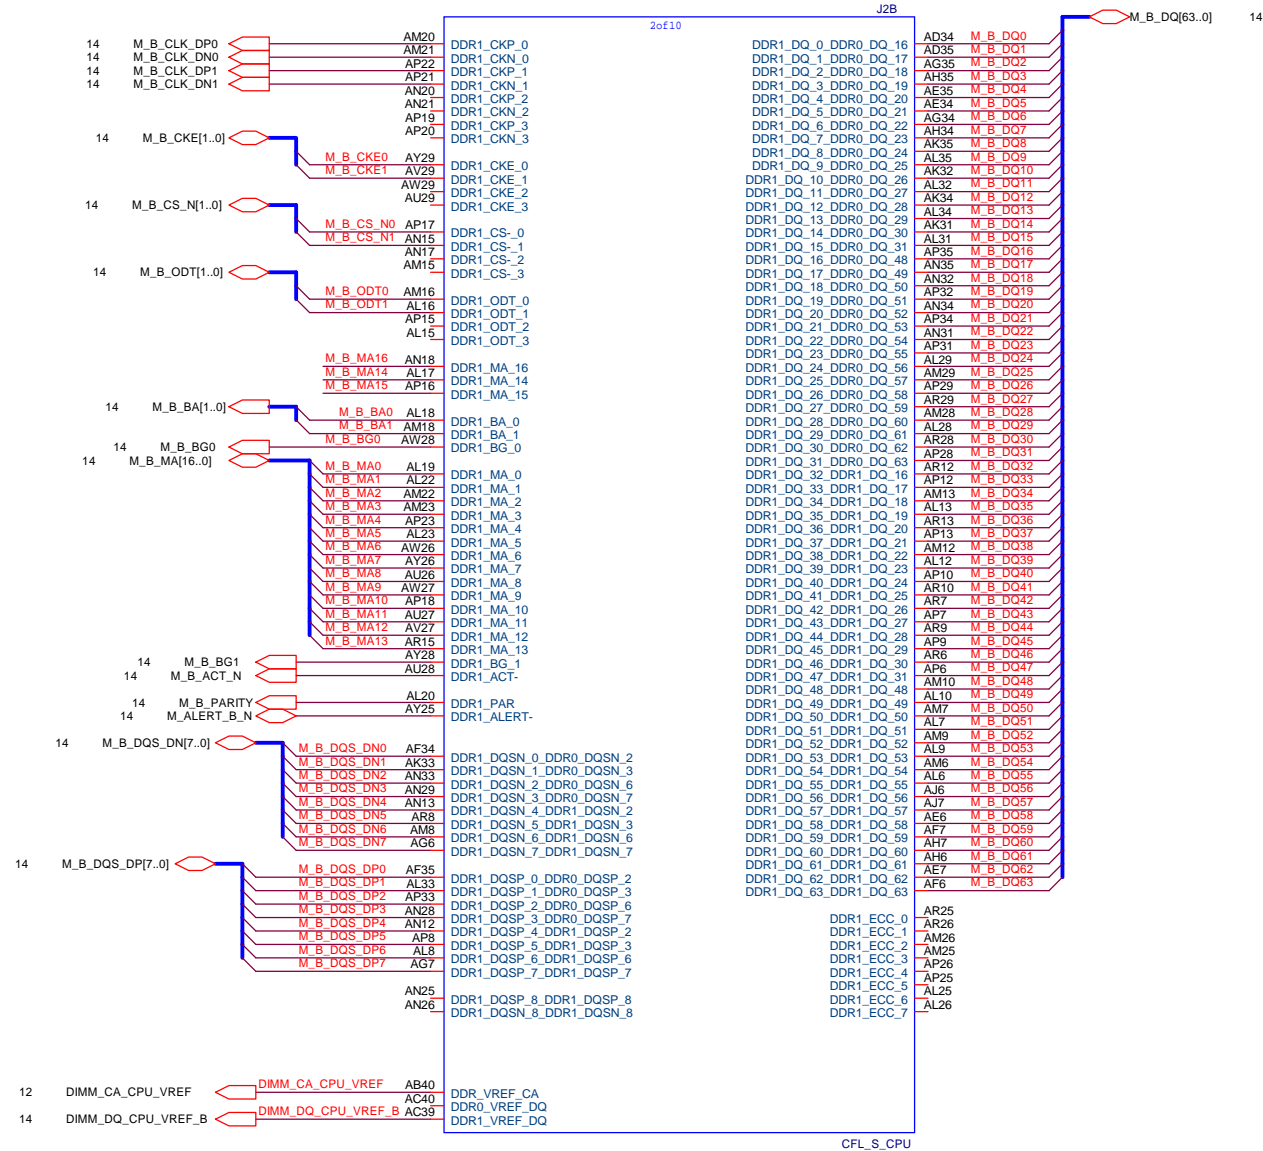 J2B
2of10
M_B_DQ[63..0] 14
14 M_B_CLK_DP0 AM20 DDR1_CKP_0
14 M_B_CLK_DN0 AM21 DDR1_CKN_0
14 M_B_CLK_DP1 AP22 DDR1_CKP_1
14 M_B_CLK_DN1 AP21 DDR1_CKN_1
AN20 DDR1_CKP_2
AN21 DDR1_CKN_2
AP19 DDR1_CKP_3
AP20 DDR1_CKN_3
14 M_B_CKE[1..0]
M_B_CKE0 AY29 DDR1_CKE_0
M_B_CKE1 AV29 DDR1_CKE_1
AW29 DDR1_CKE_2
AU29 DDR1_CKE_3
14 M_B_CS_N[1..0]
M_B_CS_N0 AP17 DDR1_CS-_0
M_B_CS_N1 AN15 DDR1_CS-_1
AN17 DDR1_CS-_2
AM15 DDR1_CS-_3
14 M_B_ODT[1..0]
M_B_ODT0 AM16 DDR1_ODT_0
M_B_ODT1 AL16 DDR1_ODT_1
AP15 DDR1_ODT_2
AL15 DDR1_ODT_3
M_B_MA16 AN18 DDR1_MA_16
M_B_MA14 AL17 DDR1_MA_14
M_B_MA15 AP16 DDR1_MA_15
14 M_B_BA[1..0]
M_B_BA0 AL18 DDR1_BA_0
M_B_BA1 AM18 DDR1_BA_1
14 M_B_BG0 M_B_BG0 AW28 DDR1_BG_0
14 M_B_MA[16..0]
M_B_MA0 AL19 DDR1_MA_0
M_B_MA1 AL22 DDR1_MA_1
M_B_MA2 AM22 DDR1_MA_2
M_B_MA3 AM23 DDR1_MA_3
M_B_MA4 AP23 DDR1_MA_4
M_B_MA5 AL23 DDR1_MA_5
M_B_MA6 AW26 DDR1_MA_6
M_B_MA7 AY26 DDR1_MA_7
M_B_MA8 AU26 DDR1_MA_8
M_B_MA9 AW27 DDR1_MA_9
M_B_MA10 AP18 DDR1_MA_10
M_B_MA11 AU27 DDR1_MA_11
M_B_MA12 AV27 DDR1_MA_12
M_B_MA13 AR15 DDR1_MA_13
14 M_B_BG1 AY28 DDR1_BG_1
14 M_B_ACT_N AU28 DDR1_ACT-
14 M_B_PARITY AL20 DDR1_PAR
14 M_ALERT_B_N AY25 DDR1_ALERT-
14 M_B_DQS_DN[7..0]
M_B_DQS_DN0 AF34 DDR1_DQSN_0_DDR0_DQSN_2
M_B_DQS_DN1 AK33 DDR1_DQSN_1_DDR0_DQSN_3
M_B_DQS_DN2 AN33 DDR1_DQSN_2_DDR0_DQSN_6
M_B_DQS_DN3 AN29 DDR1_DQSN_3_DDR0_DQSN_7
M_B_DQS_DN4 AN13 DDR1_DQSN_4_DDR1_DQSN_2
M_B_DQS_DN5 AR8 DDR1_DQSN_5_DDR1_DQSN_3
M_B_DQS_DN6 AM8 DDR1_DQSN_6_DDR1_DQSN_6
M_B_DQS_DN7 AG6 DDR1_DQSN_7_DDR1_DQSN_7
14 M_B_DQS_DP[7..0]
M_B_DQS_DP0 AF35 DDR1_DQSP_0_DDR0_DQSP_2
M_B_DQS_DP1 AL33 DDR1_DQSP_1_DDR0_DQSP_3
M_B_DQS_DP2 AP33 DDR1_DQSP_2_DDR0_DQSP_6
M_B_DQS_DP3 AN28 DDR1_DQSP_3_DDR0_DQSP_7
M_B_DQS_DP4 AN12 DDR1_DQSP_4_DDR1_DQSP_2
M_B_DQS_DP5 AP8 DDR1_DQSP_5_DDR1_DQSP_3
M_B_DQS_DP6 AL8 DDR1_DQSP_6_DDR1_DQSP_6
M_B_DQS_DP7 AG7 DDR1_DQSP_7_DDR1_DQSP_7
AN25 DDR1_DQSP_8_DDR1_DQSP_8
AN26 DDR1_DQSN_8_DDR1_DQSN_8
12 DIMM_CA_CPU_VREF DIMM_CA_CPU_VREF AB40 DDR_VREF_CA
AC40 DDR0_VREF_DQ
14 DIMM_DQ_CPU_VREF_B DIMM_DQ_CPU_VREF_B AC39 DDR1_VREF_DQ
DDR1_DQ_0_DDR0_DQ_16 AD34 M_B_DQ0
DDR1_DQ_1_DDR0_DQ_17 AD35 M_B_DQ1
DDR1_DQ_2_DDR0_DQ_18 AG35 M_B_DQ2
DDR1_DQ_3_DDR0_DQ_19 AH35 M_B_DQ3
DDR1_DQ_4_DDR0_DQ_20 AE35 M_B_DQ4
DDR1_DQ_5_DDR0_DQ_21 AE34 M_B_DQ5
DDR1_DQ_6_DDR0_DQ_22 AG34 M_B_DQ6
DDR1_DQ_7_DDR0_DQ_23 AH34 M_B_DQ7
DDR1_DQ_8_DDR0_DQ_24 AK35 M_B_DQ8
DDR1_DQ_9_DDR0_DQ_25 AL35 M_B_DQ9
DDR1_DQ_10_DDR0_DQ_26 AK32 M_B_DQ10
DDR1_DQ_11_DDR0_DQ_27 AL32 M_B_DQ11
DDR1_DQ_12_DDR0_DQ_28 AK34 M_B_DQ12
DDR1_DQ_13_DDR0_DQ_29 AL34 M_B_DQ13
DDR1_DQ_14_DDR0_DQ_30 AK31 M_B_DQ14
DDR1_DQ_15_DDR0_DQ_31 AL31 M_B_DQ15
DDR1_DQ_16_DDR0_DQ_48 AP35 M_B_DQ16
DDR1_DQ_17_DDR0_DQ_49 AN35 M_B_DQ17
DDR1_DQ_18_DDR0_DQ_50 AN32 M_B_DQ18
DDR1_DQ_19_DDR0_DQ_51 AP32 M_B_DQ19
DDR1_DQ_20_DDR0_DQ_52 AN34 M_B_DQ20
DDR1_DQ_21_DDR0_DQ_53 AP34 M_B_DQ21
DDR1_DQ_22_DDR0_DQ_54 AN31 M_B_DQ22
DDR1_DQ_23_DDR0_DQ_55 AP31 M_B_DQ23
DDR1_DQ_24_DDR0_DQ_56 AL29 M_B_DQ24
DDR1_DQ_25_DDR0_DQ_57 AM29 M_B_DQ25
DDR1_DQ_26_DDR0_DQ_58 AP29 M_B_DQ26
DDR1_DQ_27_DDR0_DQ_59 AR29 M_B_DQ27
DDR1_DQ_28_DDR0_DQ_60 AM28 M_B_DQ28
DDR1_DQ_29_DDR0_DQ_61 AL28 M_B_DQ29
DDR1_DQ_30_DDR0_DQ_62 AR28 M_B_DQ30
DDR1_DQ_31_DDR0_DQ_63 AP28 M_B_DQ31
DDR1_DQ_32_DDR1_DQ_16 AR12 M_B_DQ32
DDR1_DQ_33_DDR1_DQ_17 AP12 M_B_DQ33
DDR1_DQ_34_DDR1_DQ_18 AM13 M_B_DQ34
DDR1_DQ_35_DDR1_DQ_19 AL13 M_B_DQ35
DDR1_DQ_36_DDR1_DQ_20 AR13 M_B_DQ36
DDR1_DQ_37_DDR1_DQ_21 AP13 M_B_DQ37
DDR1_DQ_38_DDR1_DQ_22 AM12 M_B_DQ38
DDR1_DQ_39_DDR1_DQ_23 AL12 M_B_DQ39
DDR1_DQ_40_DDR1_DQ_24 AP10 M_B_DQ40
DDR1_DQ_41_DDR1_DQ_25 AR10 M_B_DQ41
DDR1_DQ_42_DDR1_DQ_26 AR7 M_B_DQ42
DDR1_DQ_43_DDR1_DQ_27 AP7 M_B_DQ43
DDR1_DQ_44_DDR1_DQ_28 AR9 M_B_DQ44
DDR1_DQ_45_DDR1_DQ_29 AP9 M_B_DQ45
DDR1_DQ_46_DDR1_DQ_30 AR6 M_B_DQ46
DDR1_DQ_47_DDR1_DQ_31 AP6 M_B_DQ47
DDR1_DQ_48_DDR1_DQ_48 AM10 M_B_DQ48
DDR1_DQ_49_DDR1_DQ_49 AL10 M_B_DQ49
DDR1_DQ_50_DDR1_DQ_50 AM7 M_B_DQ50
DDR1_DQ_51_DDR1_DQ_51 AL7 M_B_DQ51
DDR1_DQ_52_DDR1_DQ_52 AM9 M_B_DQ52
DDR1_DQ_53_DDR1_DQ_53 AL9 M_B_DQ53
DDR1_DQ_54_DDR1_DQ_54 AM6 M_B_DQ54
DDR1_DQ_55_DDR1_DQ_55 AL6 M_B_DQ55
DDR1_DQ_56_DDR1_DQ_56 AJ6 M_B_DQ56
DDR1_DQ_57_DDR1_DQ_57 AJ7 M_B_DQ57
DDR1_DQ_58_DDR1_DQ_58 AE6 M_B_DQ58
DDR1_DQ_59_DDR1_DQ_59 AF7 M_B_DQ59
DDR1_DQ_60_DDR1_DQ_60 AH7 M_B_DQ60
DDR1_DQ_61_DDR1_DQ_61 AH6 M_B_DQ61
DDR1_DQ_62_DDR1_DQ_62 AE7 M_B_DQ62
DDR1_DQ_63_DDR1_DQ_63 AF6 M_B_DQ63
DDR1_ECC_0 AR25
DDR1_ECC_1 AR26
DDR1_ECC_2 AM26
DDR1_ECC_3 AM25
DDR1_ECC_4 AP26
DDR1_ECC_5 AP25
DDR1_ECC_6 AL25
DDR1_ECC_7 AL26
CFL_S_CPU